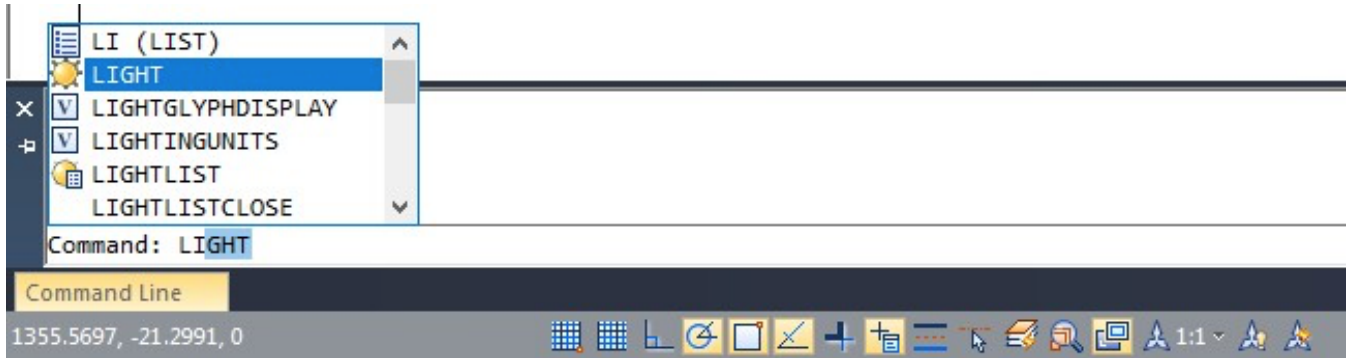 LI (LIST)
LIGHT
V LIGHTGLYPHDISPLAY
V LIGHTINGUNITS
LIGHTLIST
LIGHTLISTCLOSE
Command: LIGHT
Command Line
1355.5697, -21.2991, 0 1:1